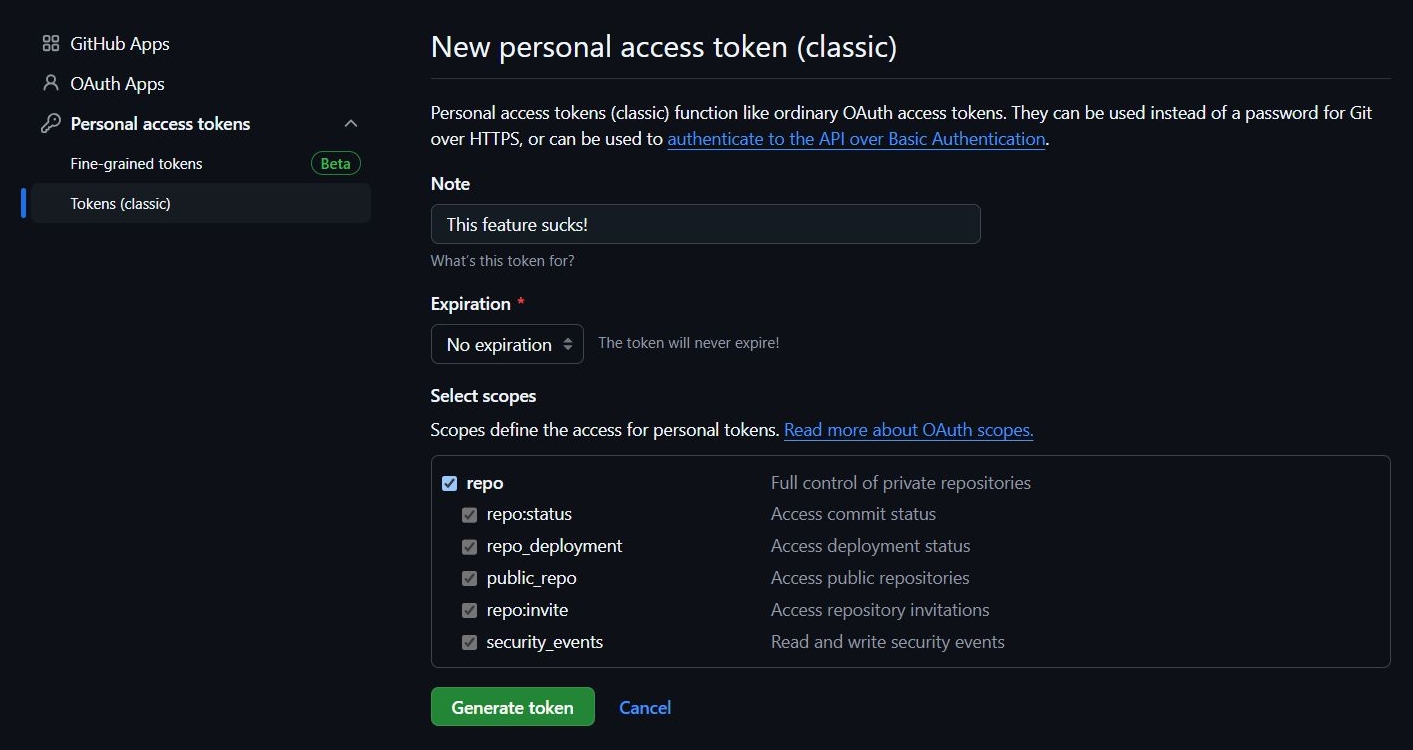 GitHub Apps
OAuth Apps
Personal access tokens
Fine-grained tokens Beta
Tokens (classic)
New personal access token (classic)
Personal access tokens (classic) function like ordinary OAuth access tokens. They can be used instead of a password for Git
over HTTPS, or can be used to authenticate to the API over Basic Authentication.
Note
This feature sucks!
What's this token for?
Expiration *
No expiration The token will never expire!
Select scopes
Scopes define the access for personal tokens. Read more about OAuth scopes.
repo Full control of private repositories
repo:status Access commit status
repo_deployment Access deployment status
public_repo Access public repositories
repo:invite Access repository invitations
security_events Read and write security events
Generate token Cancel